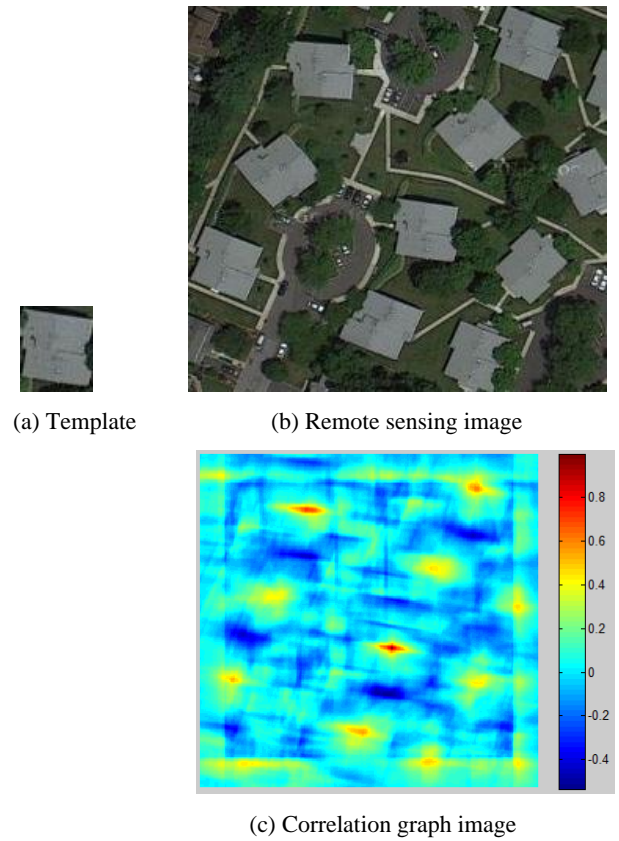 (a) Template
(b) Remote sensing image
0.8
0.6
0.4
0.2
0
-0.2
-0.4
(c) Correlation graph image